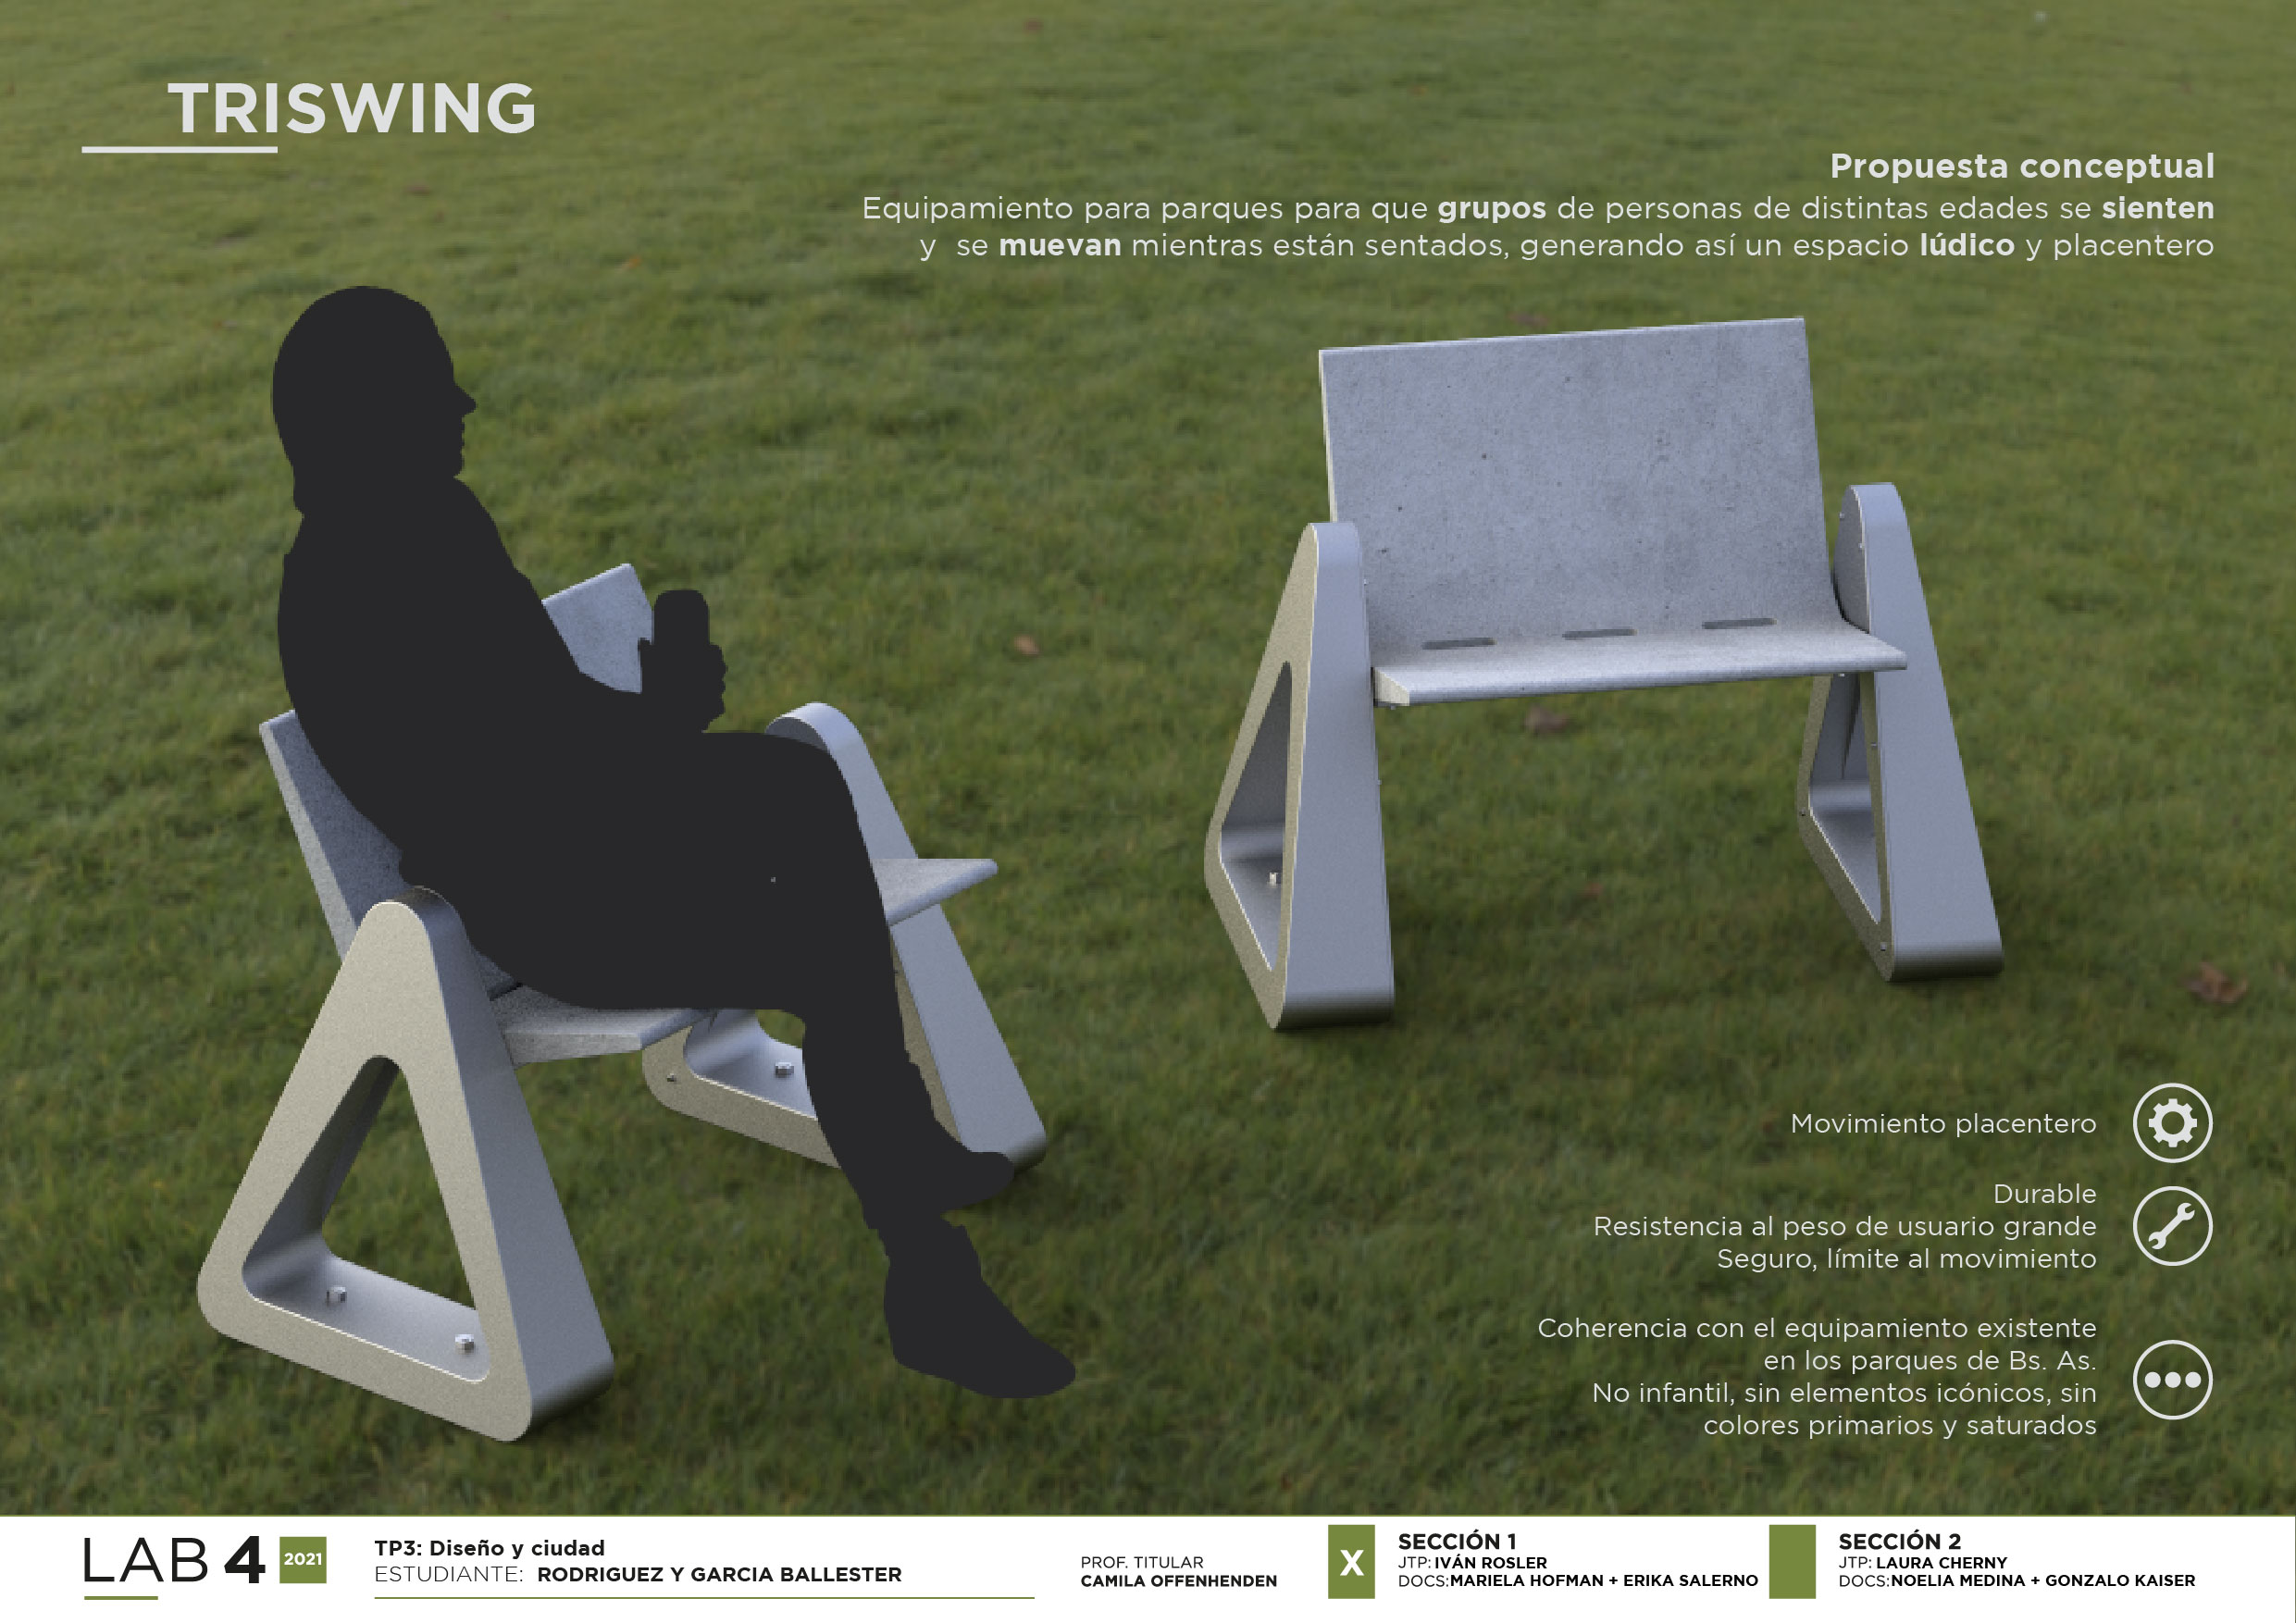 TRISWING
Propuesta conceptual
Equipamiento para parques para que grupos de personas de distintas edades se sienten
y se muevan mientras están sentados, generando así un espacio lúdico y placentero
Movimiento placentero
Durable
Resistencia al peso de usuario grande
Seguro, límite al movimiento
Coherencia con el equipamiento existente
en los parques de Bs. As.
No infantil, sin elementos icónicos, sin
colores primarios y saturados
LAB 4 2021
TP3: Diseño y ciudad
ESTUDIANTE: RODRIGUEZ Y GARCIA BALLESTER
PROF. TITULAR
CAMILA OFFENHENDEN
X
SECCIÓN 1
JTP: IVÁN ROSLER
DOCS:MARIELA HOFMAN + ERIKA SALERNO
SECCIÓN 2
JTP: LAURA CHERNY
DOCS:NOELIA MEDINA + GONZALO KAISER